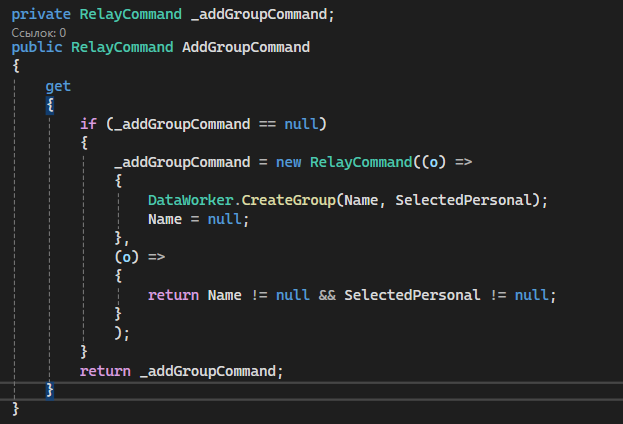 private RelayCommand _addGroupCommand;
Ссылок: 0
public RelayCommand AddGroupCommand
{
get
{
if (_addGroupCommand == null)
{
_addGroupCommand = new RelayCommand((o) =>
{
DataWorker.CreateGroup(Name, SelectedPersonal);
Name = null;
},
(o) =>
{
return Name != null && SelectedPersonal != null;
}
);
}
return _addGroupCommand;
}
}